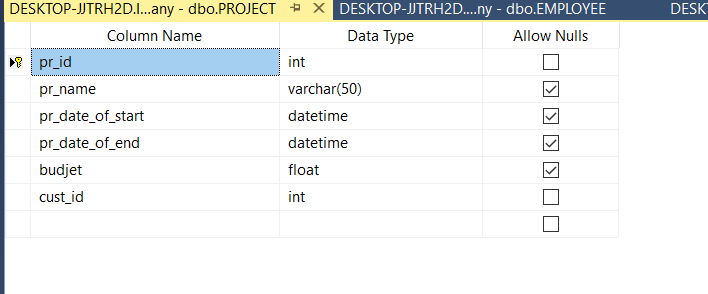 DESKTOP-JJTRH2D.I...any - dbo.PROJECT DESKTOP-JJTRH2D....ny - dbo.EMPLOYEE DESKT
Column Name Data Type Allow Nulls
pr_id int
pr_name varchar(50)
pr_date_of_start datetime
pr_date_of_end datetime
budjet float
cust_id int